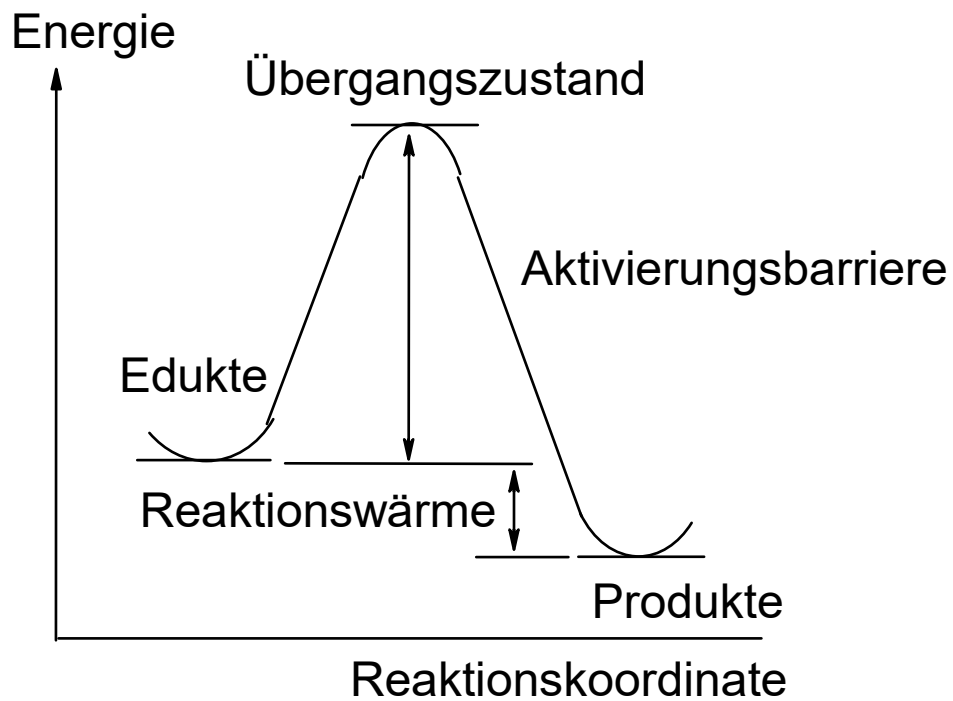 Energie
Übergangszustand
Aktivierungsbarriere
Edukte
Reaktionswärme
Produkte
Reaktionskoordinate